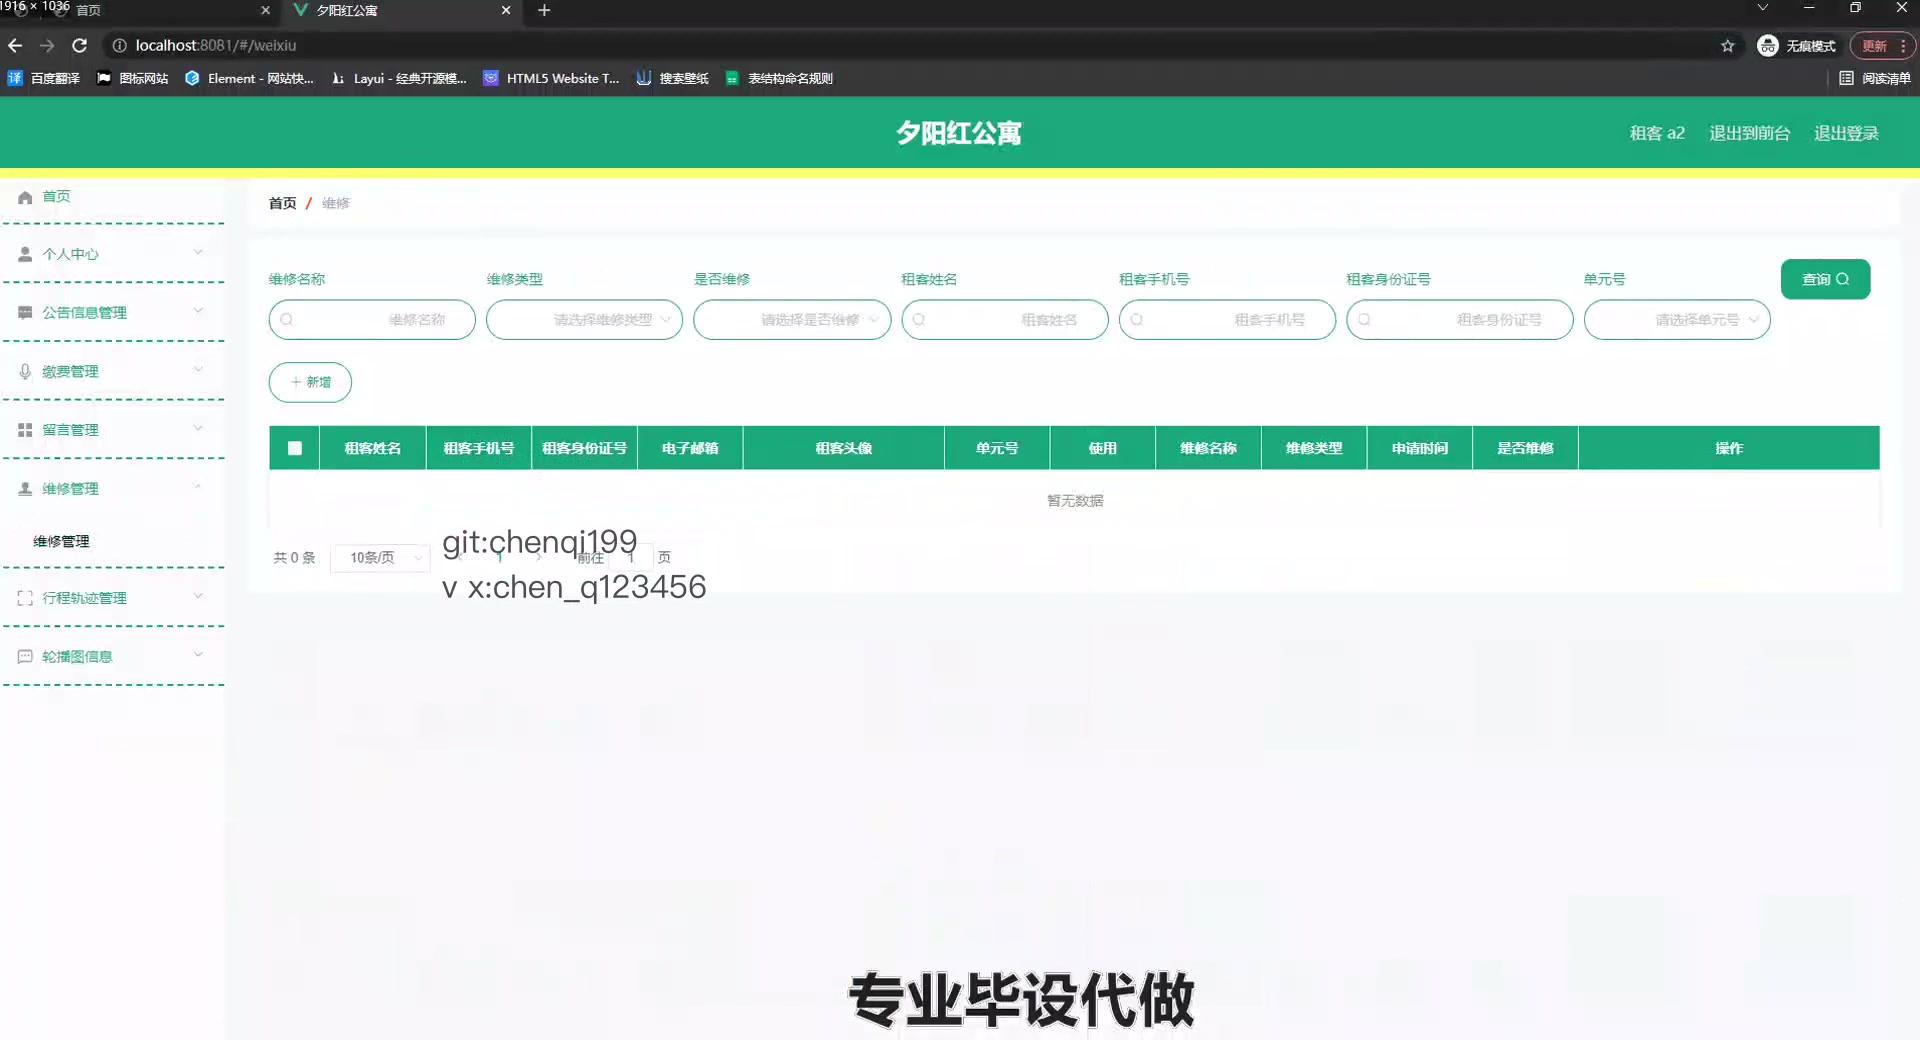 1916 × 1036
首页
夕阳红公寓
localhost:8081/#/weixiu
无痕模式
更新
百度翻译
图标网站
Element - 网站快...
Layui - 经典开源模...
HTML5 Website T...
搜索壁纸
表结构命名规则
阅读清单
夕阳红公寓
租客 a2
退出到前台
退出登录
首页
个人中心
公告信息管理
缴费管理
留言管理
维修管理
维修管理
行程轨迹管理
轮播图信息
首页 / 维修
维修名称 维修类型 是否维修 租客姓名 租客手机号 租客身份证号 单元号
维修名称 请选择维修类型 请选择是否维修 租客姓名 租客手机号 租客身份证号 请选择单元号
查询
+ 新增
租客姓名 租客手机号 租客身份证号 电子邮箱 租客头像 单元号 使用 维修名称 维修类型 申请时间 是否维修 操作
暂无数据
共 0 条 10条/页 1 前往 1 页
git:chenqi199
v x:chen_q123456
专业毕设代做